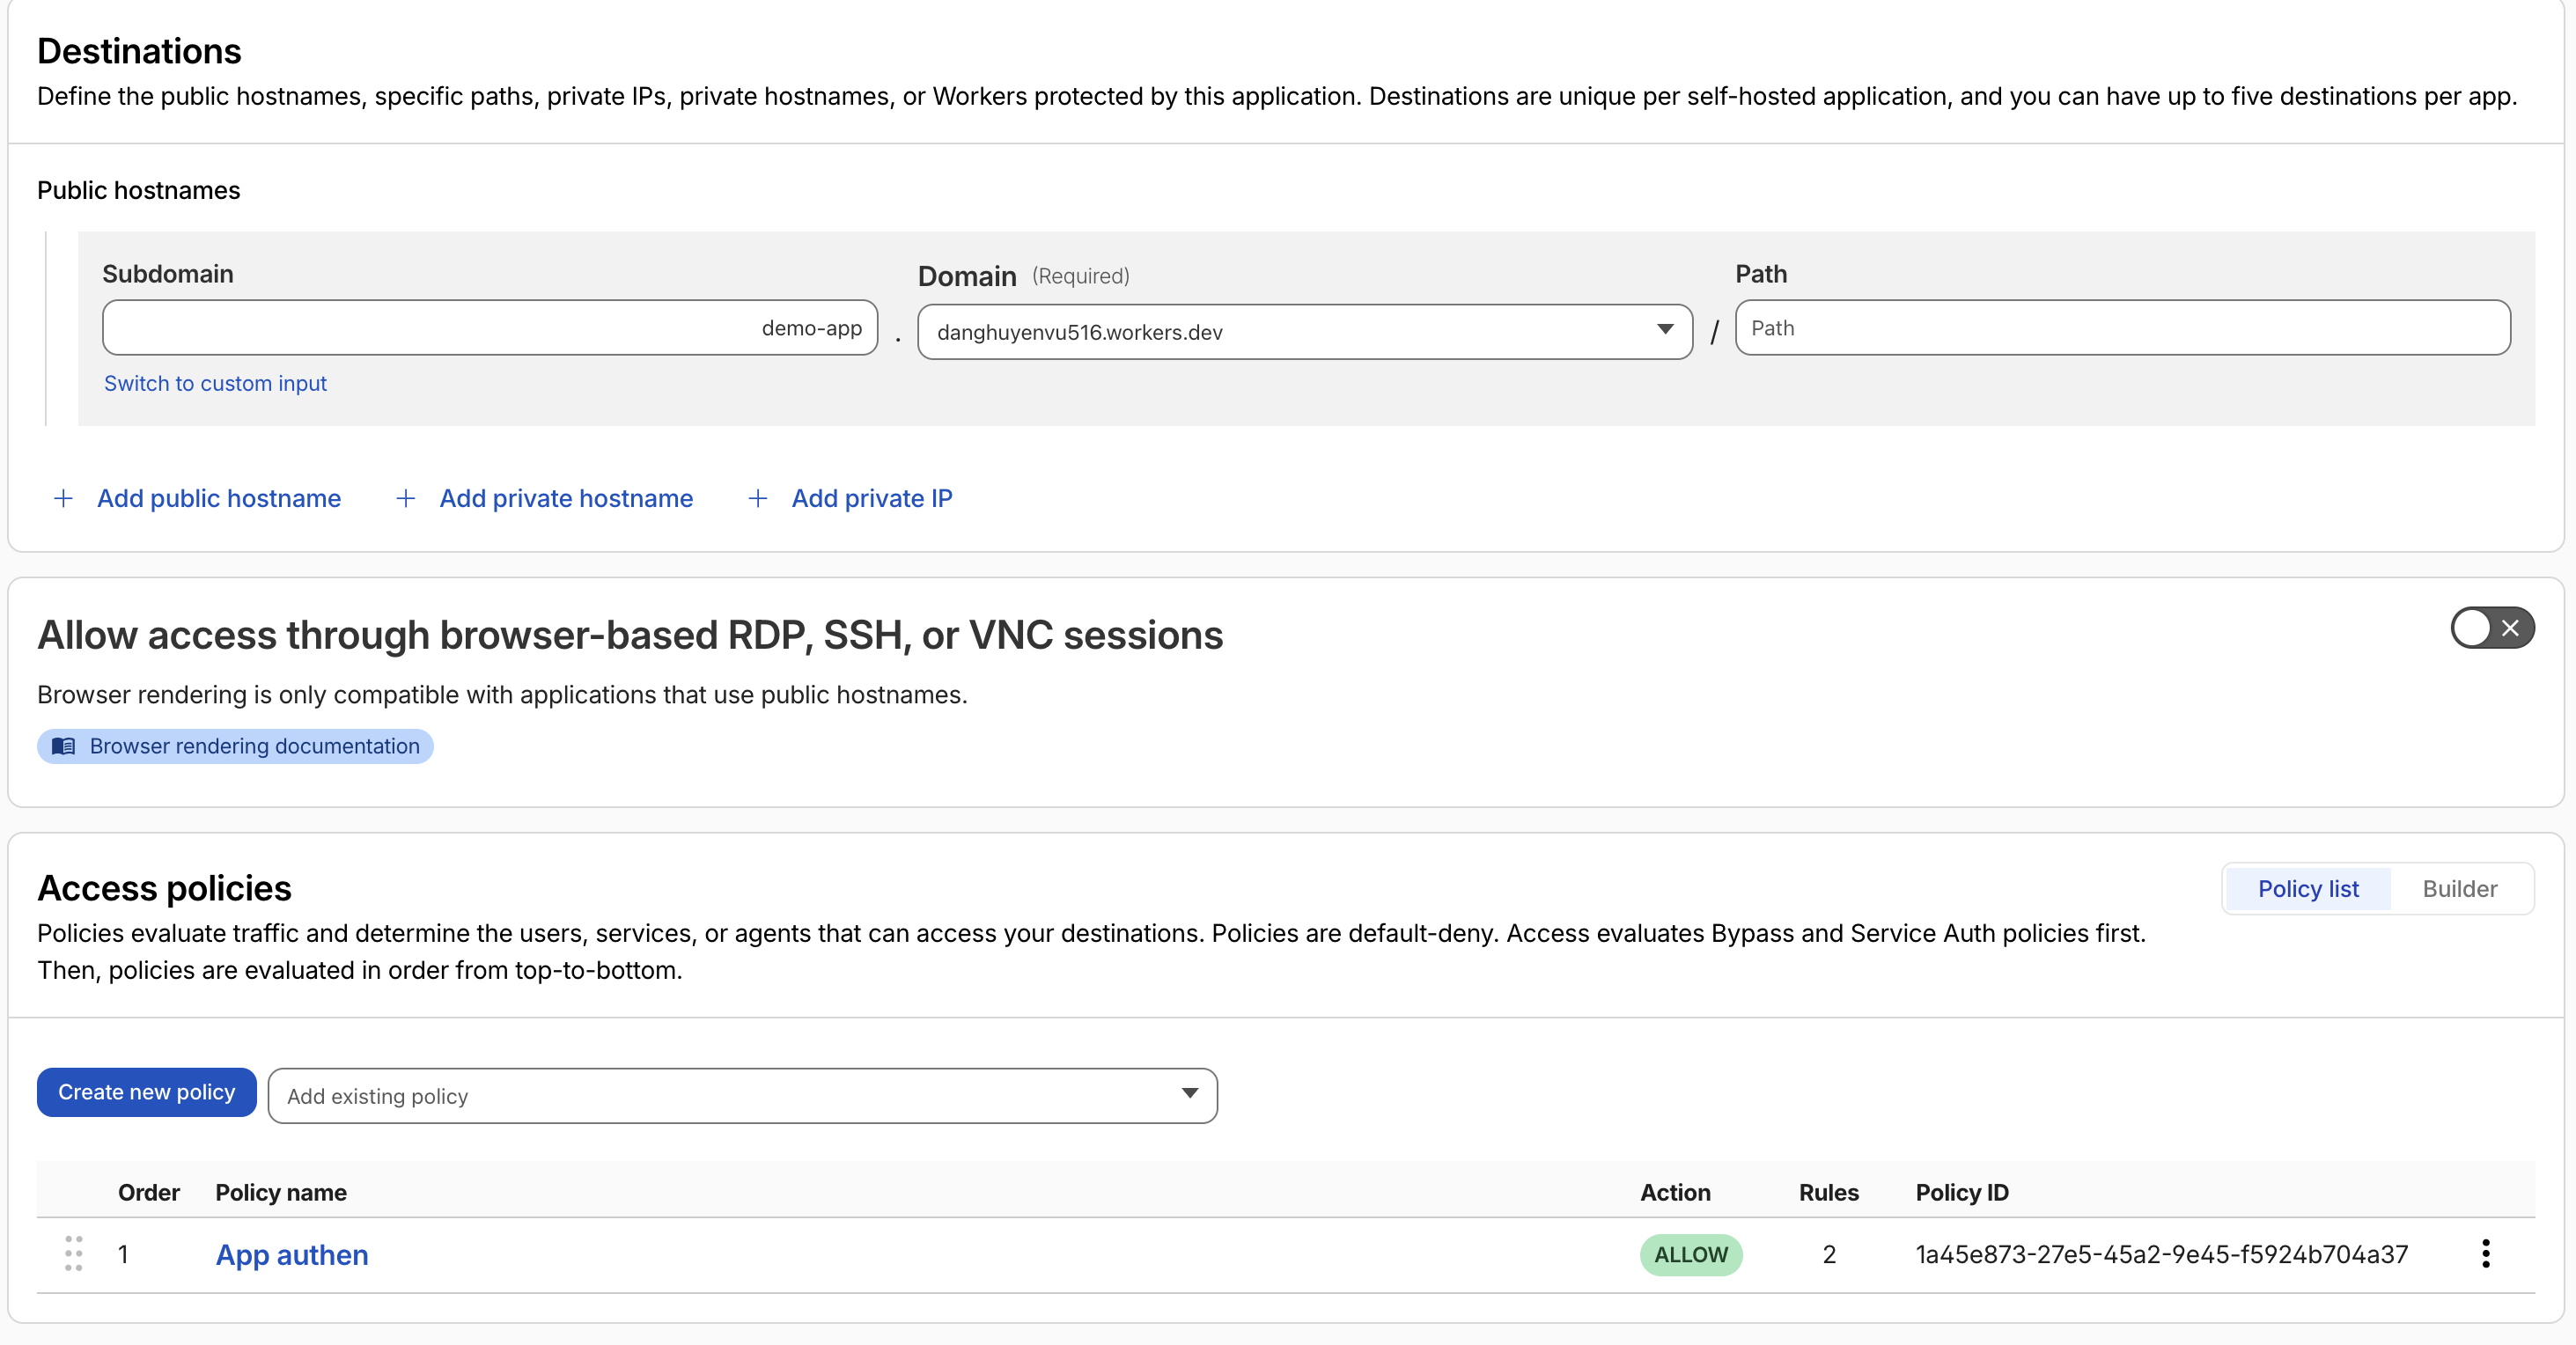 Destinations
Define the public hostnames, specific paths, private IPs, private hostnames, or Workers protected by this application. Destinations are unique per self-hosted application, and you can have up to five destinations per app.
Public hostnames
Subdomain
Domain (Required)
Path
demo-app
.
danghuyenvu516.workers.dev
/
Path
Switch to custom input
+ Add public hostname
+ Add private hostname
+ Add private IP
Allow access through browser-based RDP, SSH, or VNC sessions
Browser rendering is only compatible with applications that use public hostnames.
Browser rendering documentation
Access policies
Policy list
Builder
Policies evaluate traffic and determine the users, services, or agents that can access your destinations. Policies are default-deny. Access evaluates Bypass and Service Auth policies first.
Then, policies are evaluated in order from top-to-bottom.
Create new policy
Add existing policy
Order Policy name Action Rules Policy ID
1 App authen ALLOW 2 1a45e873-27e5-45a2-9e45-f5924b704a37